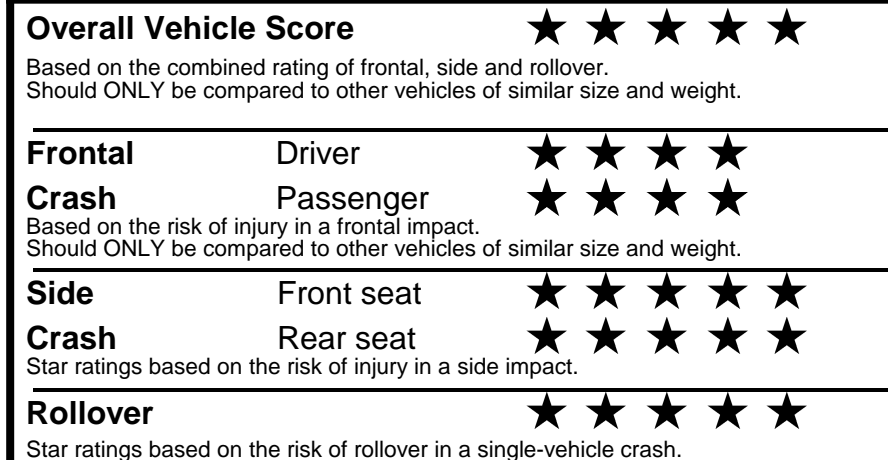 Overall Vehicle Score ★ ★ ★ ★ ★
Based on the combined rating of frontal, side and rollover.
Should ONLY be compared to other vehicles of similar size and weight.
Frontal Driver ★ ★ ★ ★
Crash Passenger ★ ★ ★ ★
Based on the risk of injury in a frontal impact.
Should ONLY be compared to other vehicles of similar size and weight.
Side Front seat ★ ★ ★ ★ ★
Crash Rear seat ★ ★ ★ ★ ★
Star ratings based on the risk of injury in a side impact.
Rollover ★ ★ ★ ★ ★
Star ratings based on the risk of rollover in a single-vehicle crash.